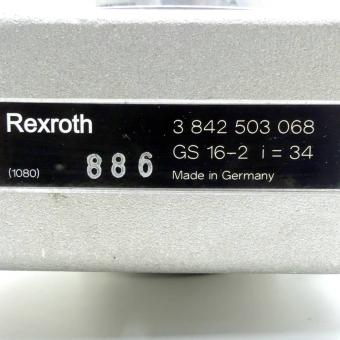 Rexroth 3 842 503 068
GS 16-2 i = 34
(1080) 886 Made in Germany